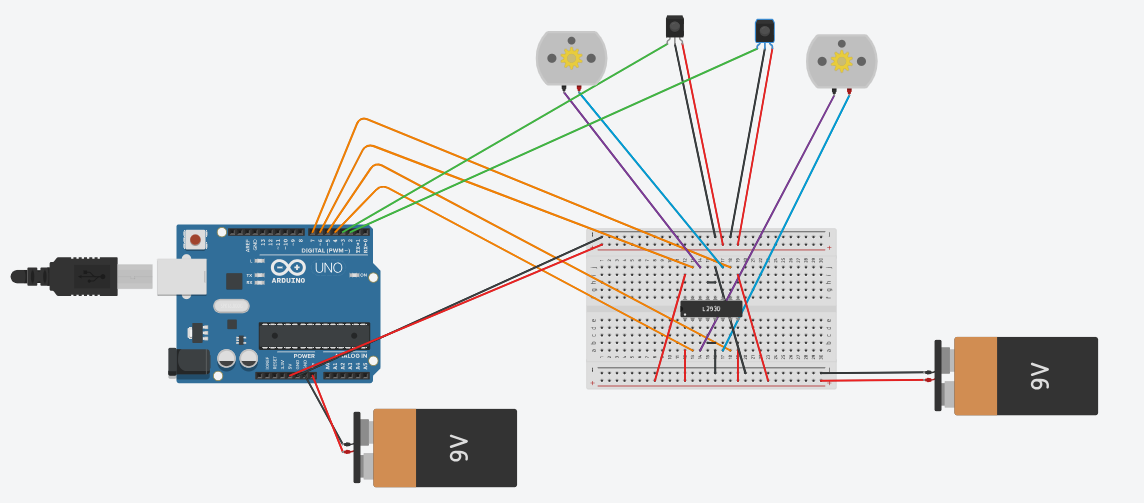 AREF
GND
13
12
~11
~10
~9
8
7
~6
~5
4
~3
2
TX→1
RX←0
DIGITAL (PWM~)
L
TX
RX
UNO
ARDUINO
ON
POWER
ANALOG IN
IOREF
RESET
3.3V
5V
GND
A0
A1
A2
A3
A4
A5
L293D
9V
9V